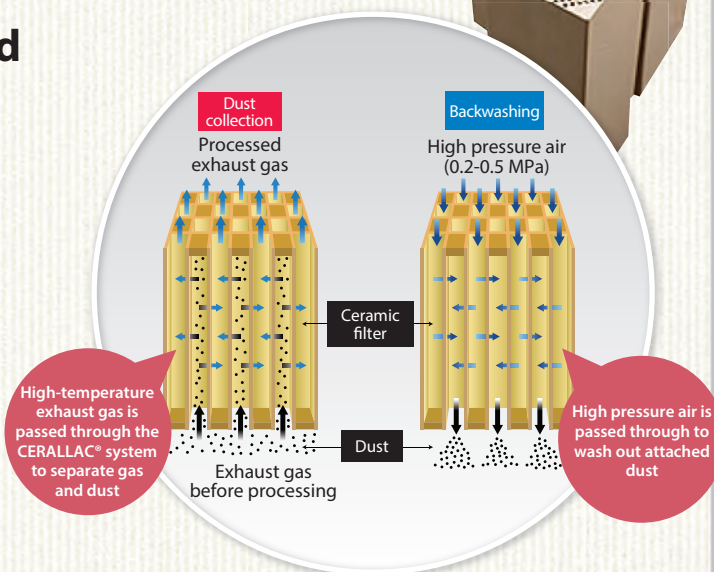 d
Dust
collection
Processed
exhaust gas
Backwashing
High pressure air
(0.2-0.5 MPa)
Ceramic
filter
High-temperature
exhaust gas is
passed through the
CERALLAC® system
to separate gas
and dust
High pressure air is
passed through to
wash out attached
dust
Dust
Exhaust gas
before processing